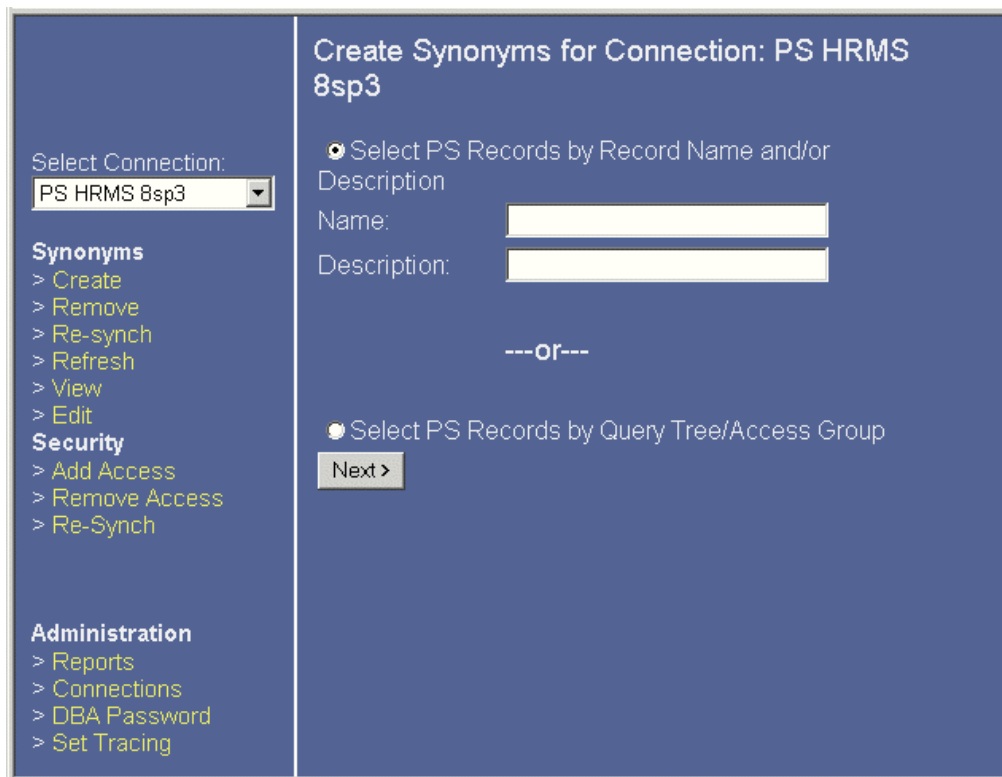 Select Connection:
PS HRMS 8sp3
Synonyms
> Create
> Remove
> Re-synch
> Refresh
> View
> Edit
Security
> Add Access
> Remove Access
> Re-Synch
Administration
> Reports
> Connections
> DBA Password
> Set Tracing
Create Synonyms for Connection: PS HRMS
8sp3
Select PS Records by Record Name and/or
Description
Name:
Description:
---or---
Select PS Records by Query Tree/Access Group
Next >